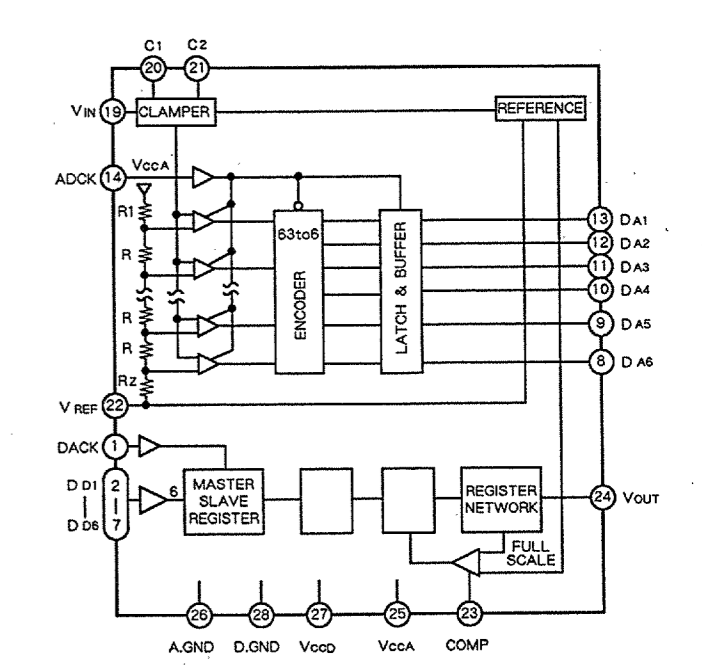 C1 C2
20 21
VIN 19 CLAMPER REFERENCE
ADCK 14 VCCA
R1
63to6
13 DA1
R
12 DA2
11 DA3
ENCODER
LATCH & BUFFER
10 DA4
R
9 DA5
R
8 DA6
RZ
VREF 22
DACK 1
DD1 2
DD6 7
6
MASTER
SLAVE
REGISTER
REGISTER
NETWORK
24 VOUT
FULL
SCALE
26 28 27 25 23
A.GND D.GND VCCD VCCA COMP